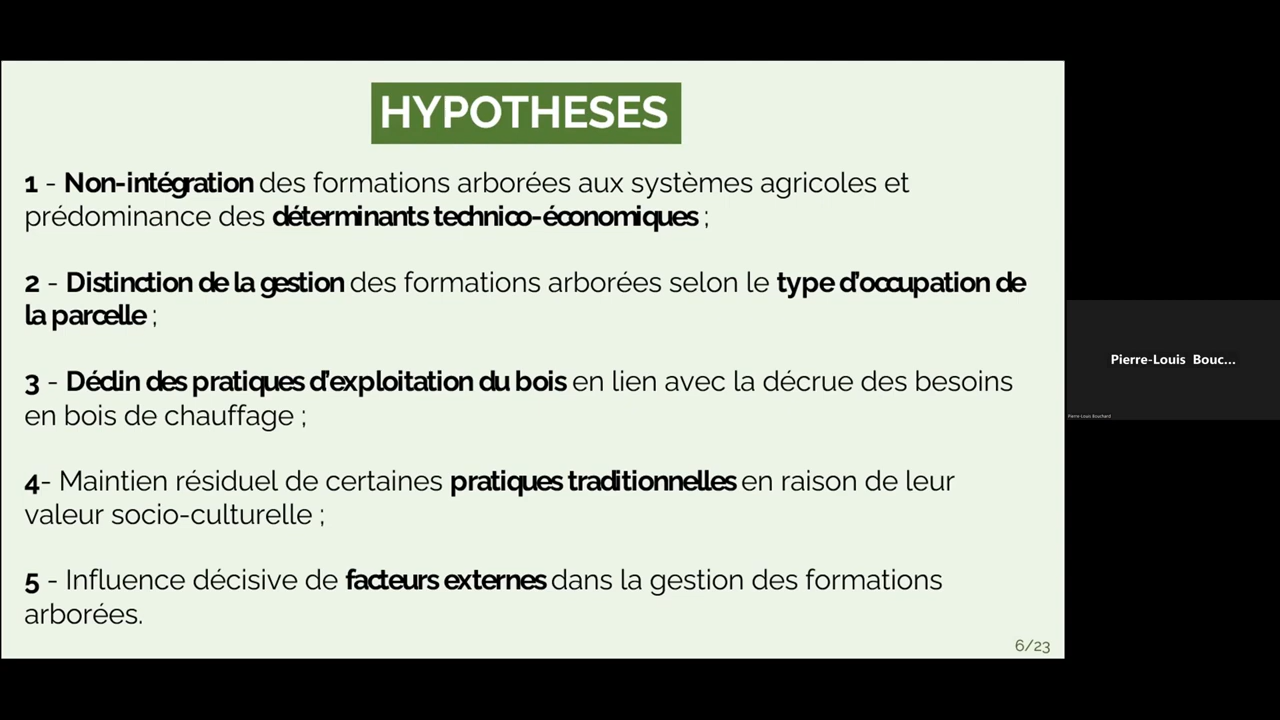 HYPOTHESES
1 - Non-intégration des formations arborées aux systèmes agricoles et
prédominance des déterminants technico-économiques ;
2 - Distinction de la gestion des formations arborées selon le type d'occupation de
la parcelle ;
3 - Déclin des pratiques d'exploitation du bois en lien avec la décrue des besoins
en bois de chauffage ;
4- Maintien résiduel de certaines pratiques traditionnelles en raison de leur
valeur socio-culturelle ;
5 - Influence décisive de facteurs externes dans la gestion des formations
arborées.
6/23
Pierre-Louis Bouc...
Pierre-Louis Bouchard